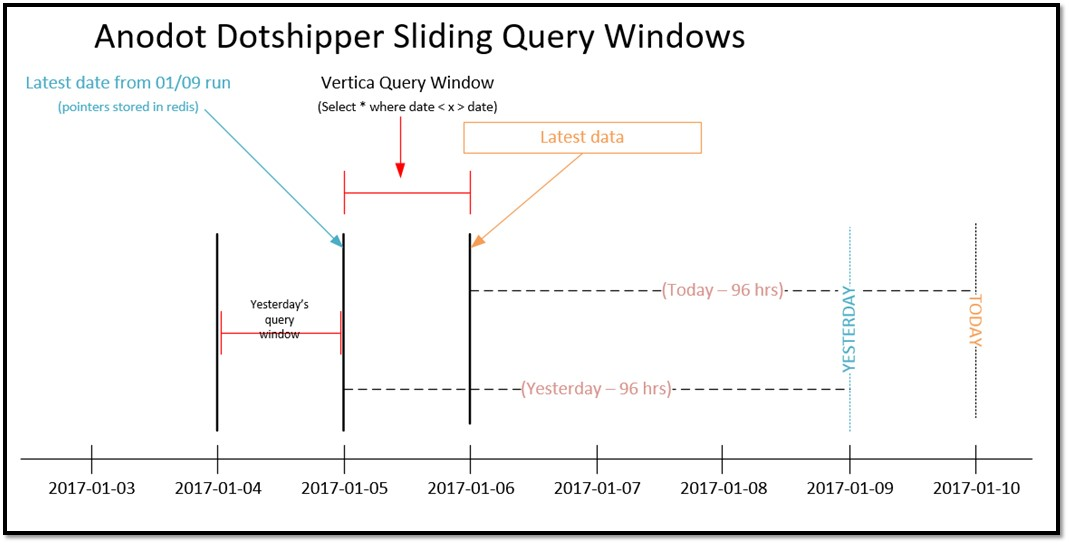 Anodot Dotshipper Sliding Query Windows
Latest date from 01/09 run
(pointers stored in redis)
Vertica Query Window
(Select * where date < x > date)
Latest data
Yesterday's
query
window
(Today – 96 hrs)
(Yesterday – 96 hrs)
YESTERDAY
TODAY
2017-01-03
2017-01-04
2017-01-05
2017-01-06
2017-01-07
2017-01-08
2017-01-09
2017-01-10